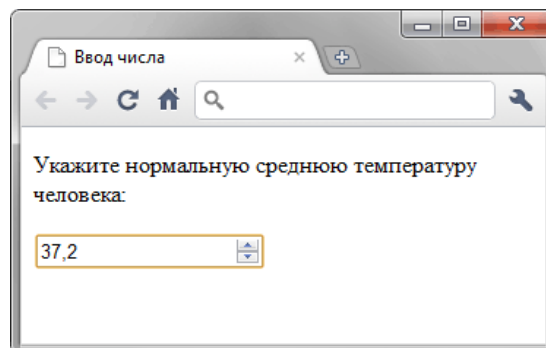 Ввод числа
Укажите нормальную среднюю температуру
человека:
37,2